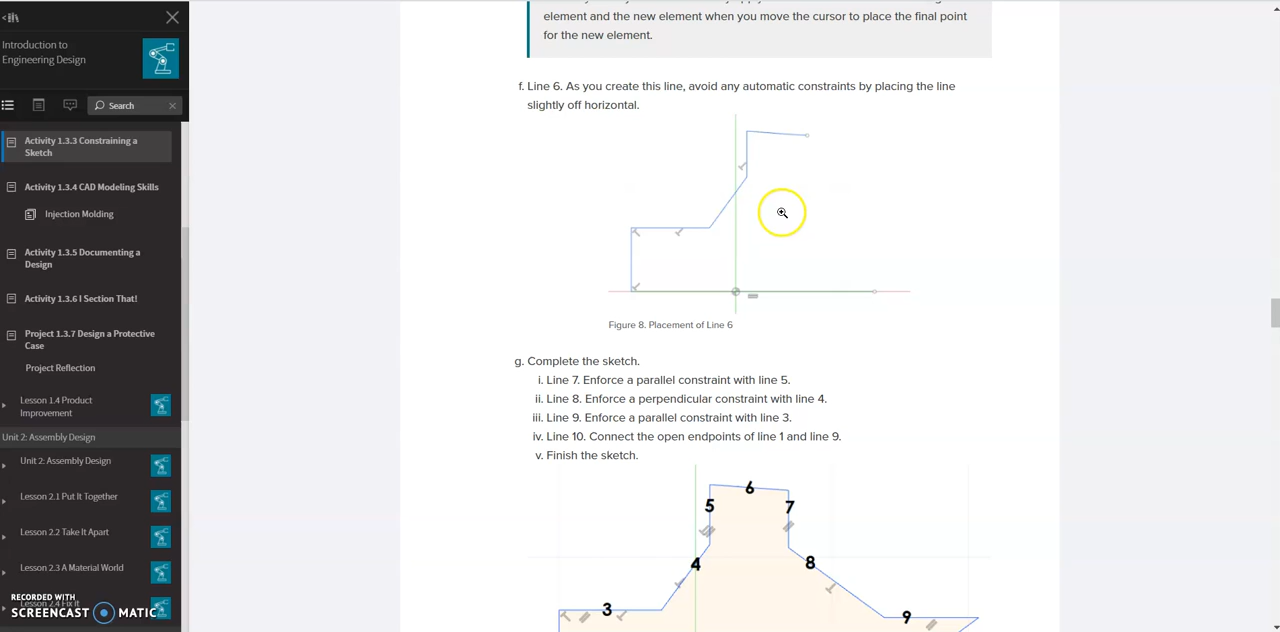 Introduction to
Engineering Design
Search
Activity 1.3.3 Constraining a
Sketch
Activity 1.3.4 CAD Modeling Skills
Injection Molding
Activity 1.3.5 Documenting a
Design
Activity 1.3.6 I Section That!
Project 1.3.7 Design a Protective
Case
Project Reflection
Lesson 1.4 Product
Improvement
Unit 2: Assembly Design
Unit 2: Assembly Design
Lesson 2.1 Put It Together
Lesson 2.2 Take It Apart
Lesson 2.3 A Material World
Lesson 2.4 Fix It
RECORDED WITH
SCREENCAST MATIC
element and the new element when you move the cursor to place the final point
for the new element.
f. Line 6. As you create this line, avoid any automatic constraints by placing the line
slightly off horizontal.
Figure 8. Placement of Line 6
g. Complete the sketch.
i. Line 7. Enforce a parallel constraint with line 5.
ii. Line 8. Enforce a perpendicular constraint with line 4.
iii. Line 9. Enforce a parallel constraint with line 3.
iv. Line 10. Connect the open endpoints of line 1 and line 9.
v. Finish the sketch.
6
5
7
4
8
3
9